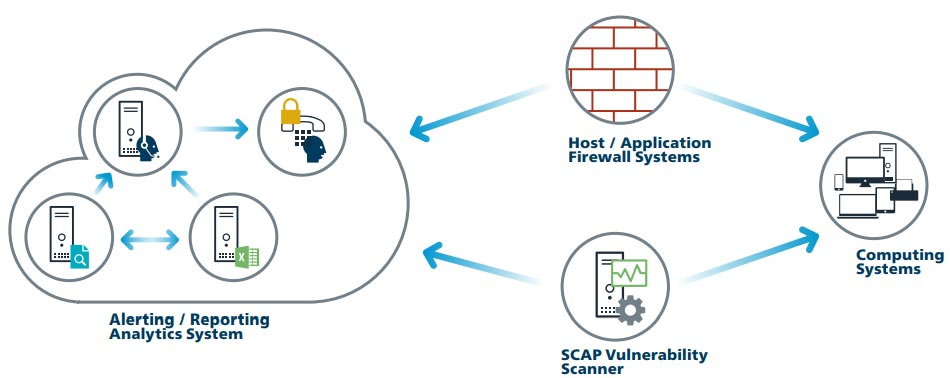 Host / Application
Firewall Systems
Computing
Systems
Alerting / Reporting
Analytics System
SCAP Vulnerability
Scanner
X